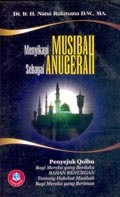 Dr. Ir. H. Nana Rukmana D.W., MA.
Menyikapi MUSIBAH
Sebagai ANUGERAH
Penyejuk Qolbu
Bagi Mereka yang Berduka
BAHAN RENUNGAN
Tentang Hakekat Musibah
Bagi Mereka yang Beriman